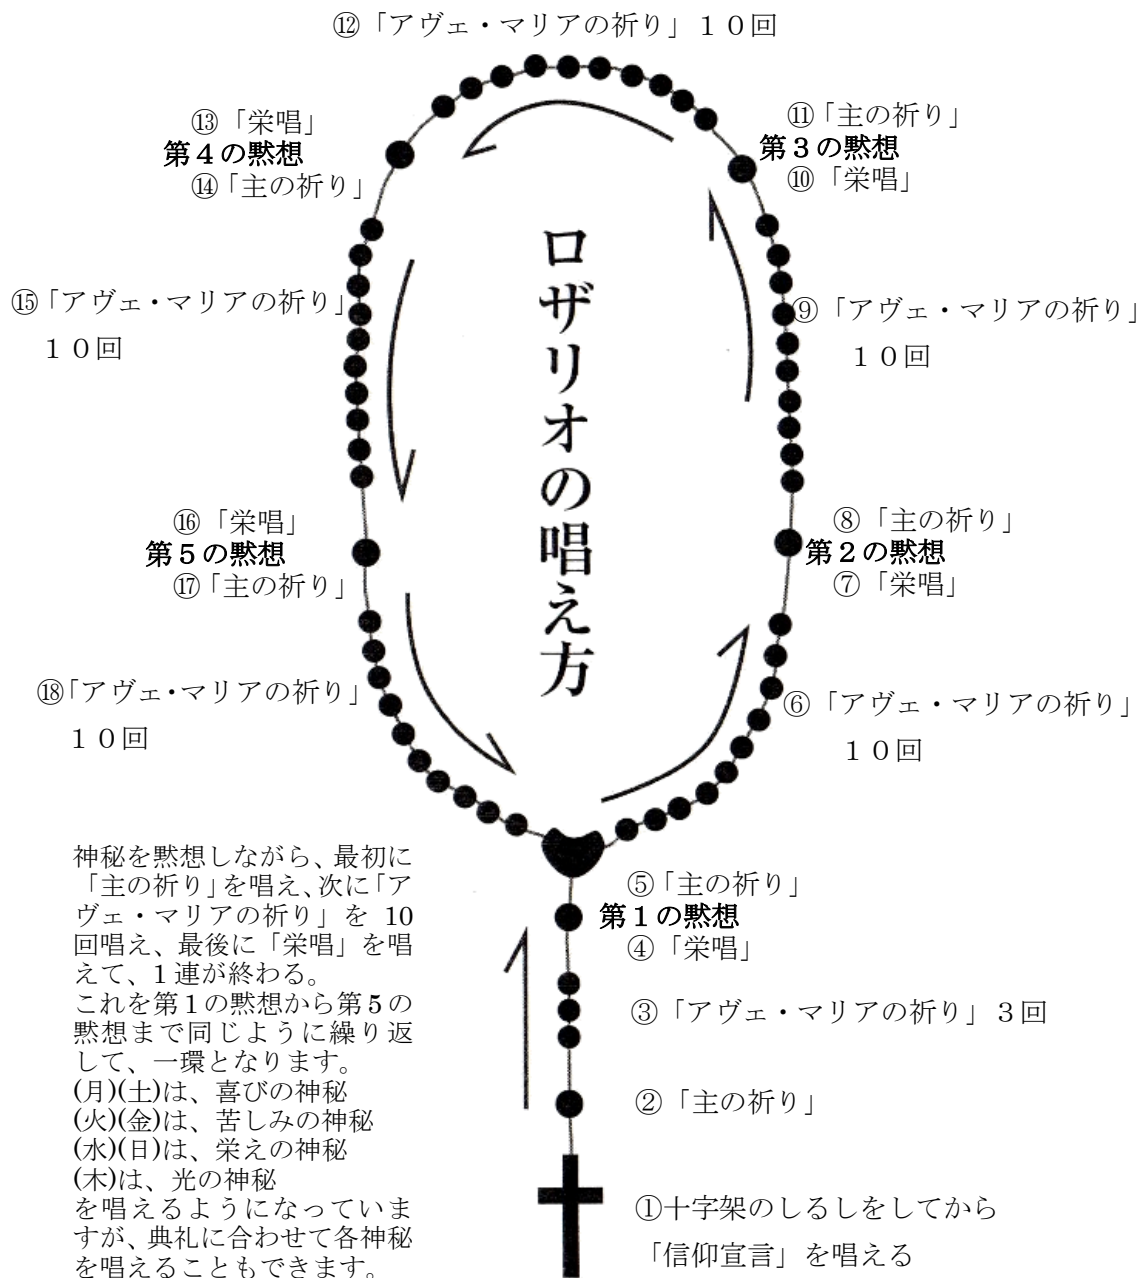 ⑫「アヴェ・マリアの祈り」１０回
⑬「栄唱」
第４の黙想
⑭「主の祈り」
⑪「主の祈り」
第３の黙想
⑩「栄唱」
ロザリオの唱え方
⑮「アヴェ・マリアの祈り」
１０回
⑨「アヴェ・マリアの祈り」
１０回
⑯「栄唱」
第５の黙想
⑰「主の祈り」
⑧「主の祈り」
第２の黙想
⑦「栄唱」
⑱「アヴェ・マリアの祈り」
１０回
⑥「アヴェ・マリアの祈り」
１０回
神秘を黙想しながら、最初に
「主の祈り」を唱え、次に「ア
ヴェ・マリアの祈り」を 10
回唱え、最後に「栄唱」を唱
えて、1連が終わる。
これを第1の黙想から第5の
黙想まで同じように繰り返
して、一環となります。
(月)(土)は、喜びの神秘
(火)(金)は、苦しみの神秘
(水)(日)は、栄えの神秘
(木)は、光の神秘
を唱えるようになっていま
すが、典礼に合わせて各神秘
を唱えることもできます。
⑤「主の祈り」
第１の黙想
④「栄唱」
③「アヴェ・マリアの祈り」３回
②「主の祈り」
①十字架のしるしをしてから
「信仰宣言」を唱える